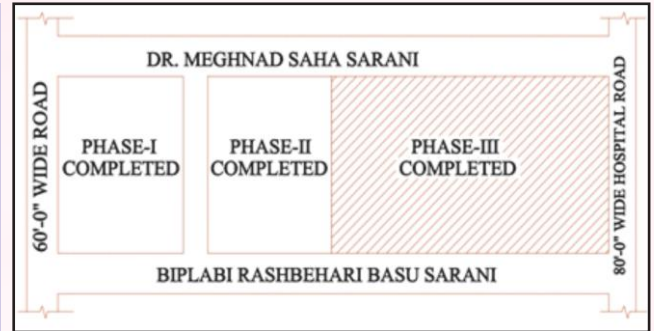 DR. MEGHNAD SAHA SARANI
60'-0" WIDE ROAD
PHASE-I
COMPLETED
PHASE-II
COMPLETED
PHASE-III
COMPLETED
80'-0" WIDE HOSPITAL ROAD
BIPLABI RASHBEHARI BASU SARANI